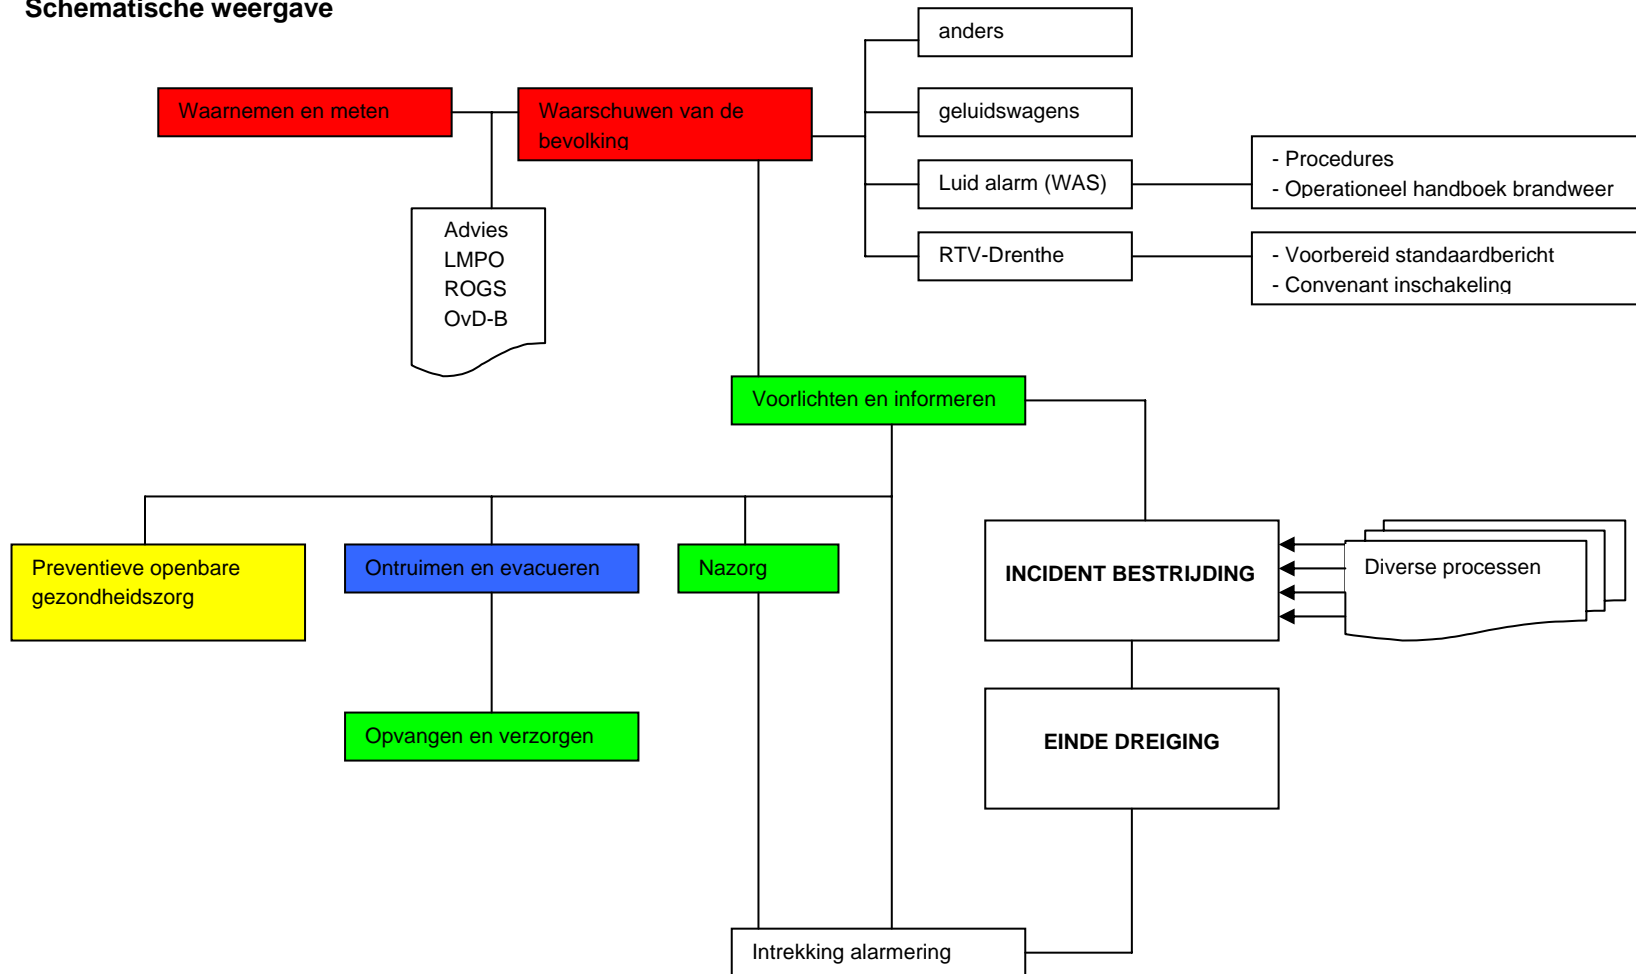 Schematische weergave
anders
Waarnemen en meten
Waarschuwen van de
bevolking
geluidswagens
Luid alarm (WAS)
- Procedures
- Operationeel handboek brandweer
RTV-Drenthe
- Voorbereid standaardbericht
- Convenant inschakeling
Advies
LMPO
ROGS
OvD-B
Voorlichten en informeren
Preventieve openbare
gezondheidszorg
Ontruimen en evacueren
Nazorg
INCIDENT BESTRIJDING
Diverse processen
Opvangen en verzorgen
EINDE DREIGING
Intrekking alarmering